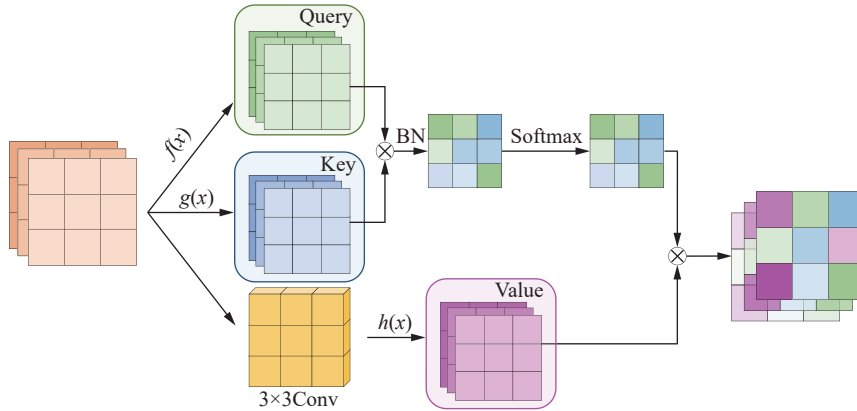 Query
f(x)
BN
Softmax
Key
g(x)
Value
h(x)
3×3Conv